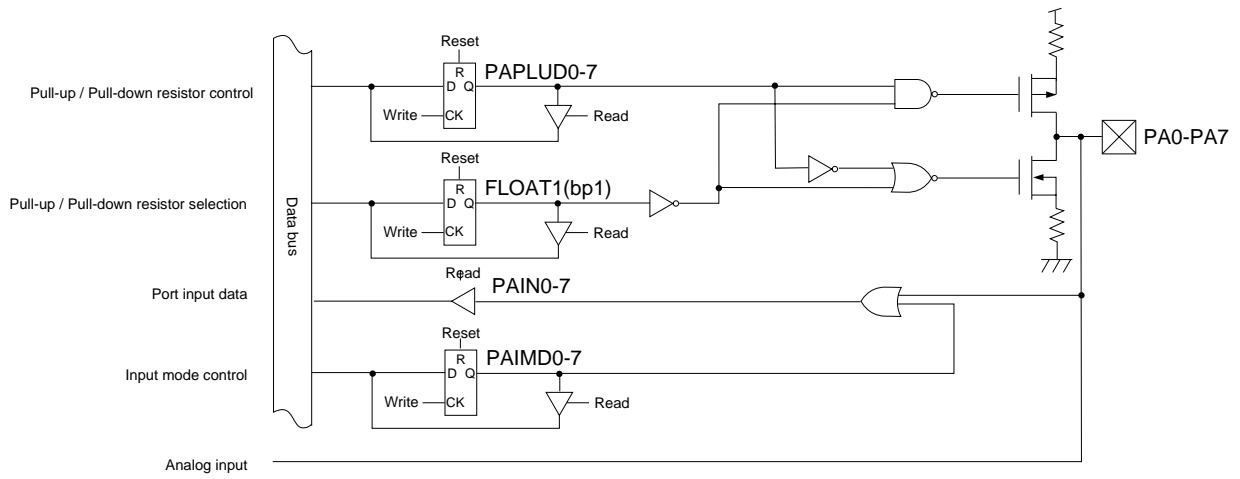 Reset
Pull-up / Pull-down resistor control
R
D Q
PAPLUD0-7
Write
CK
Read
PA0-PA7
Reset
Pull-up / Pull-down resistor selection
R
D Q
FLOAT1(bp1)
Write
CK
Read
Data bus
Read
Port input data
PAIN0-7
Reset
Input mode control
R
D Q
PAIMD0-7
Write
CK
Read
Analog input